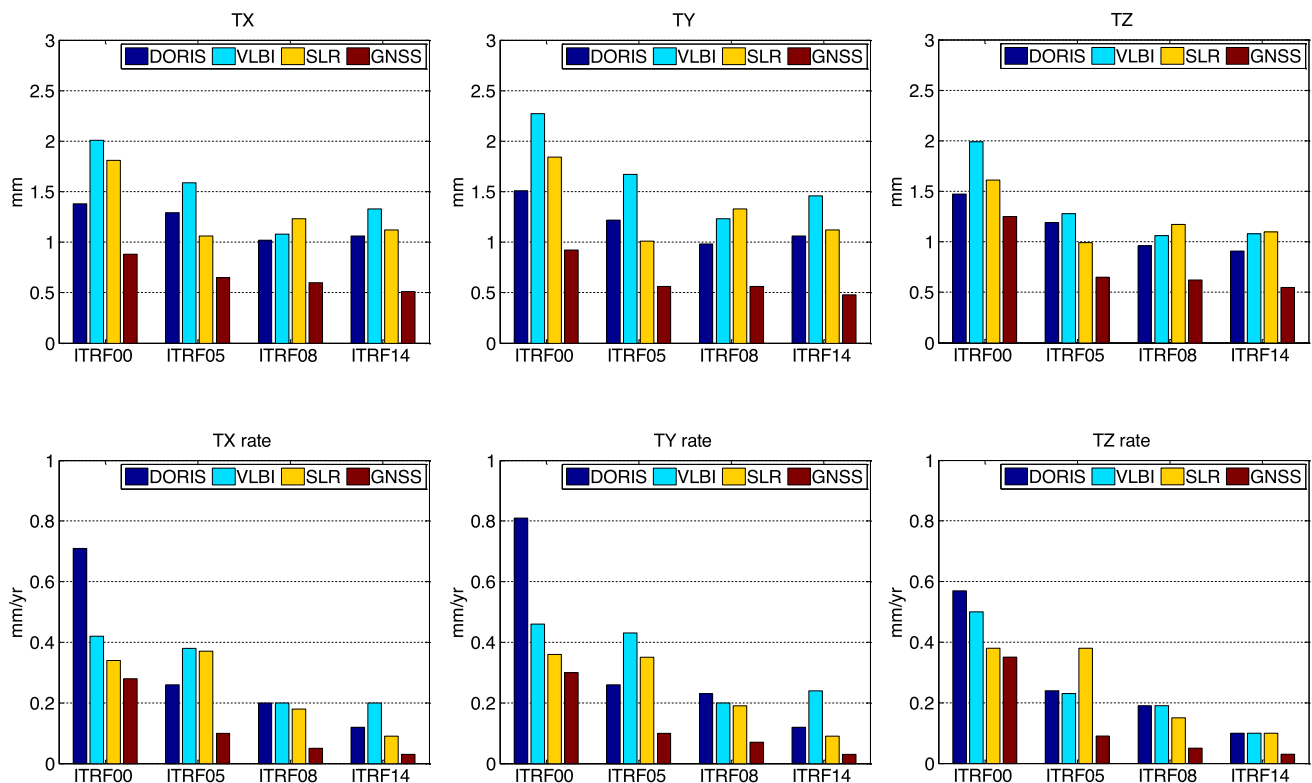 TX
DORIS VLBI SLR GNSS
3
2.5
2
1.5
1
0.5
0
mm
ITRF00 ITRF05 ITRF08 ITRF14
TY
DORIS VLBI SLR GNSS
3
2.5
2
1.5
1
0.5
0
mm
ITRF00 ITRF05 ITRF08 ITRF14
TZ
DORIS VLBI SLR GNSS
3
2.5
2
1.5
1
0.5
0
mm
ITRF00 ITRF05 ITRF08 ITRF14
TX rate
DORIS VLBI SLR GNSS
1
0.8
0.6
0.4
0.2
0
mm/yr
ITRF00 ITRF05 ITRF08 ITRF14
TY rate
DORIS VLBI SLR GNSS
1
0.8
0.6
0.4
0.2
0
mm/yr
ITRF00 ITRF05 ITRF08 ITRF14
TZ rate
DORIS VLBI SLR GNSS
1
0.8
0.6
0.4
0.2
0
mm/yr
ITRF00 ITRF05 ITRF08 ITRF14